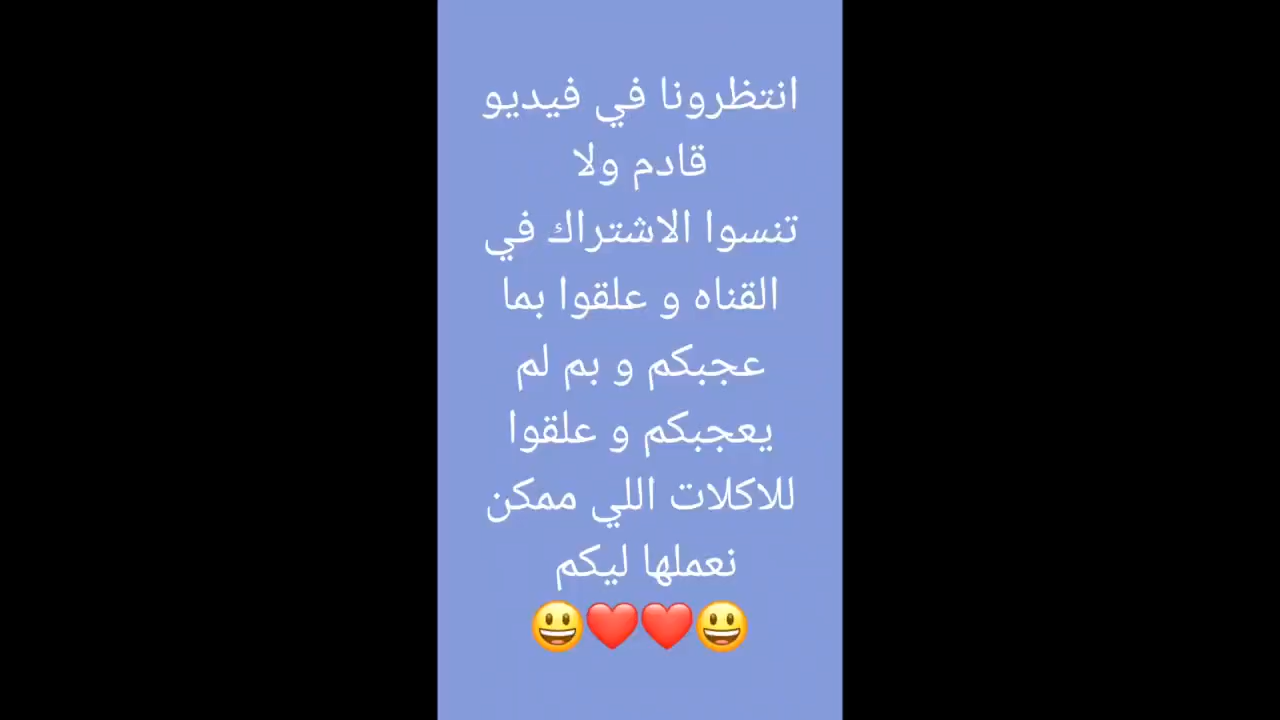 انتظرونا في فيديو
قادم ولا
تنسوا الاشتراك في
القناه و علقوا بما
عجبكم و بم لم
يعجبكم و علقوا
للاكلات اللي ممكن
نعملها ليكم
😃❤️❤️😃